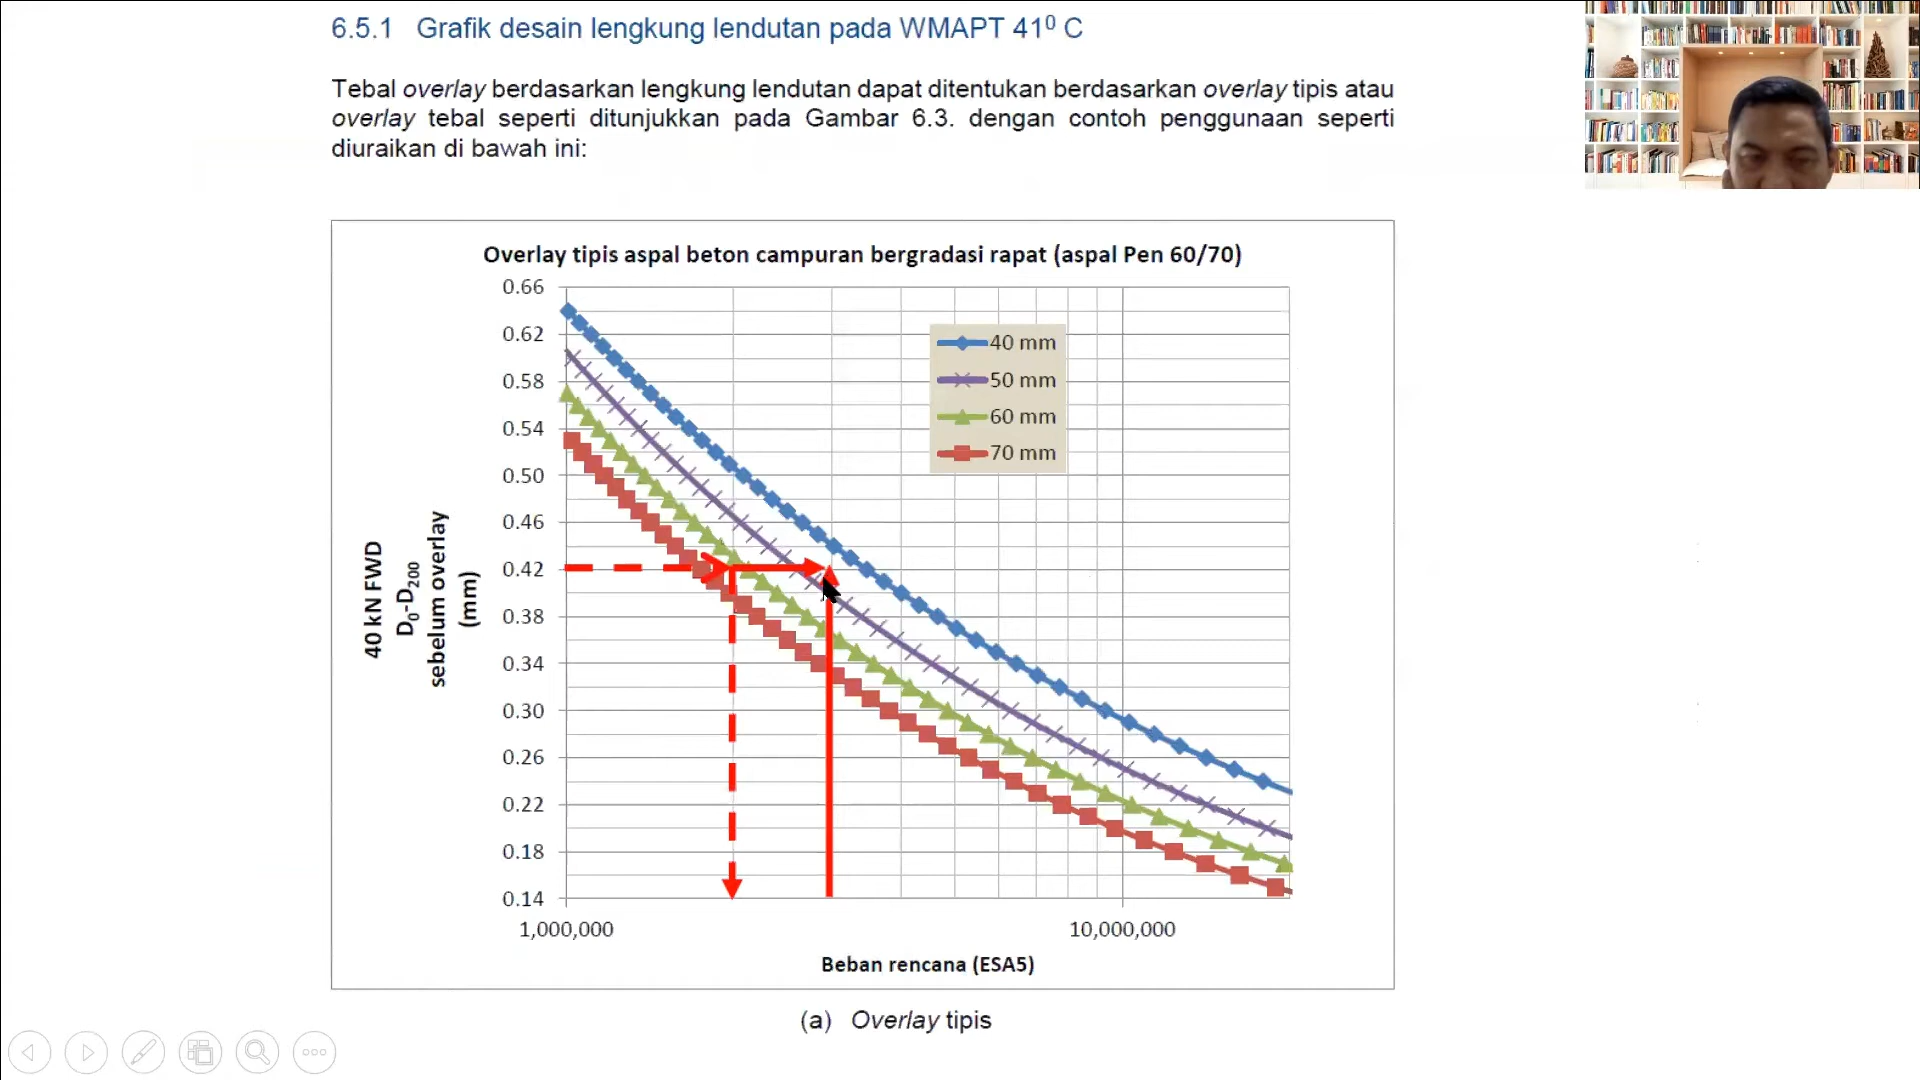 6.5.1 Grafik desain lengkung lendutan pada WMAPT 41⁰ C
Tebal overlay berdasarkan lengkung lendutan dapat ditentukan berdasarkan overlay tipis atau
overlay tebal seperti ditunjukkan pada Gambar 6.3. dengan contoh penggunaan seperti
diuraikan di bawah ini:
Overlay tipis aspal beton campuran bergradasi rapat (aspal Pen 60/70)
0.66
0.62
0.58
0.54
0.50
0.46
0.42
0.38
0.34
0.30
0.26
0.22
0.18
0.14
40 mm
50 mm
60 mm
70 mm
40 kN FWD
D₀-D₂₀₀
sebelum overlay
(mm)
1,000,000
10,000,000
Beban rencana (ESA5)
(a) Overlay tipis